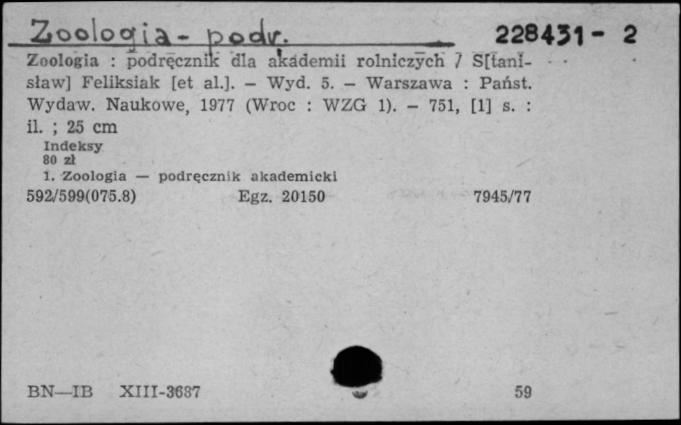 Zoologia - podr.
228431- 2
Zoologia : podręcznik dla akademii rolniczych / S[tani-
sław] Feliksiak [et al.]. — Wyd. 5. — Warszawa : Państ.
Wydaw. Naukowe, 1977 (Wroc : WZG 1). — 751, [1] s. :
il. ; 25 cm
Indeksy
80 zł
1. Zoologia — podręcznik akademicki
592/599(075.8) Egz. 20150 7945/77
BN—IB XIII-3687 59